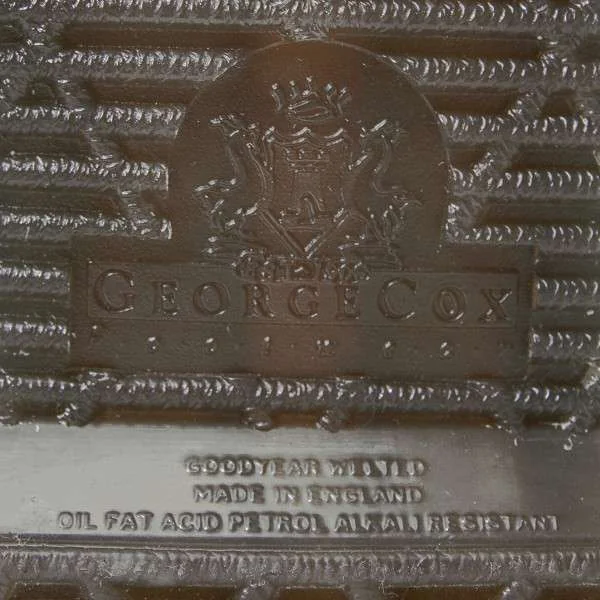 GEORGE COX
GOODYEAR WELTED
MADE IN ENGLAND
OIL FAT ACID PETROL ALKALI RESISTANT